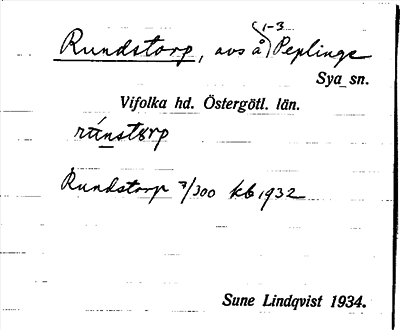 Rundstorp, avs å 1-3 Peplinge
Sya sn.
Vifolka hd. Östergötl. län.
rùnstɷrp
Rundstorp 7/300 kb 1932
Sune Lindqvist 1934.